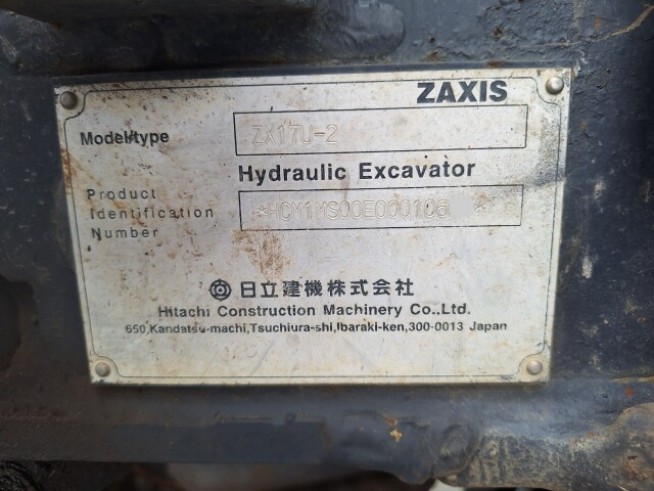 ZAXIS
Model/type ZX17U-2
Hydraulic Excavator
Product
Identification
Number
日立建機株式会社
Hitachi Construction Machinery Co.,Ltd.
650,Kandatsu-machi,Tsuchiura-shi,Ibaraki-ken,300-0013 Japan